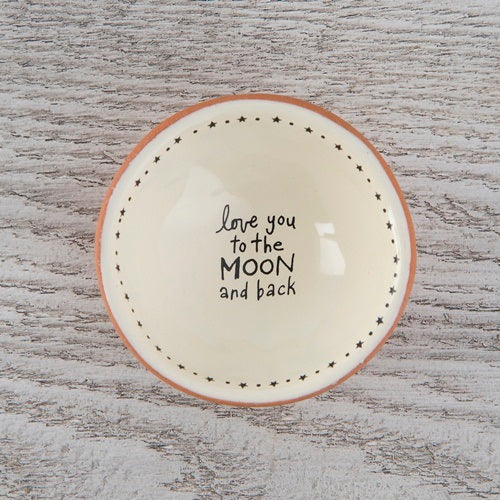 love you
to the
MOON
and back